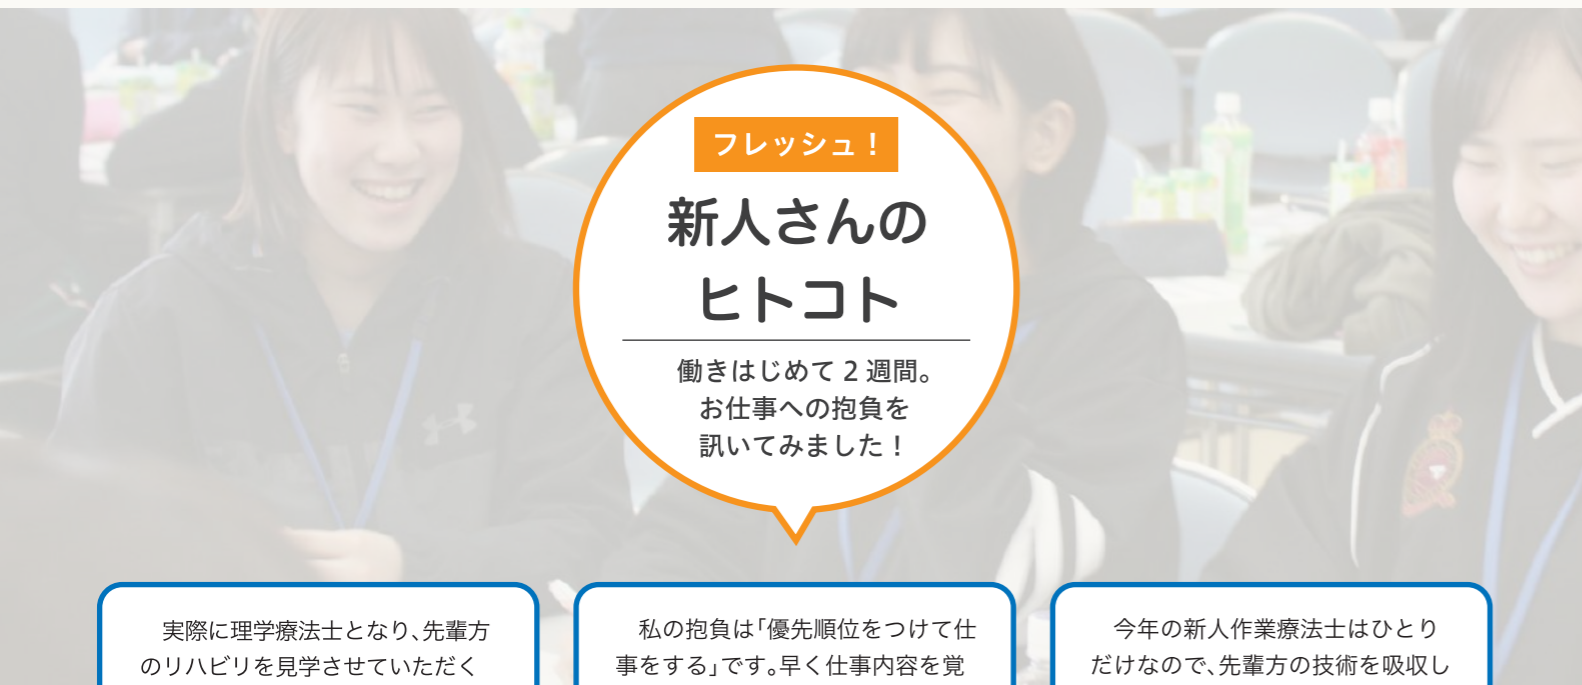 フレッシュ！
新人さんの
ヒトコト
働きはじめて 2 週間。
お仕事への抱負を
訊いてみました！
実際に理学療法士となり、先輩方
のリハビリを見学させていただく
私の抱負は「優先順位をつけて仕
事をする」です。早く仕事内容を覚
今年の新人作業療法士はひとり
だけなので、先輩方の技術を吸収し